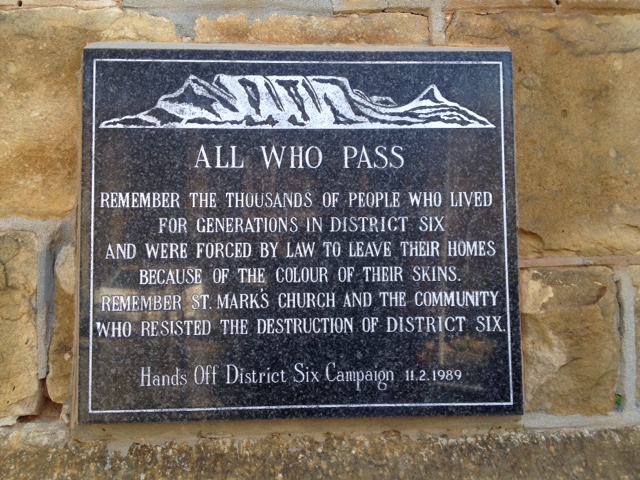 ALL WHO PASS
REMEMBER THE THOUSANDS OF PEOPLE WHO LIVED
FOR GENERATIONS IN DISTRICT SIX
AND WERE FORCED BY LAW TO LEAVE THEIR HOMES
BECAUSE OF THE COLOUR OF THEIR SKINS.
REMEMBER ST. MARK'S CHURCH AND THE COMMUNITY
WHO RESISTED THE DESTRUCTION OF DISTRICT SIX.
Hands Off District Six Campaign 11.2.1989